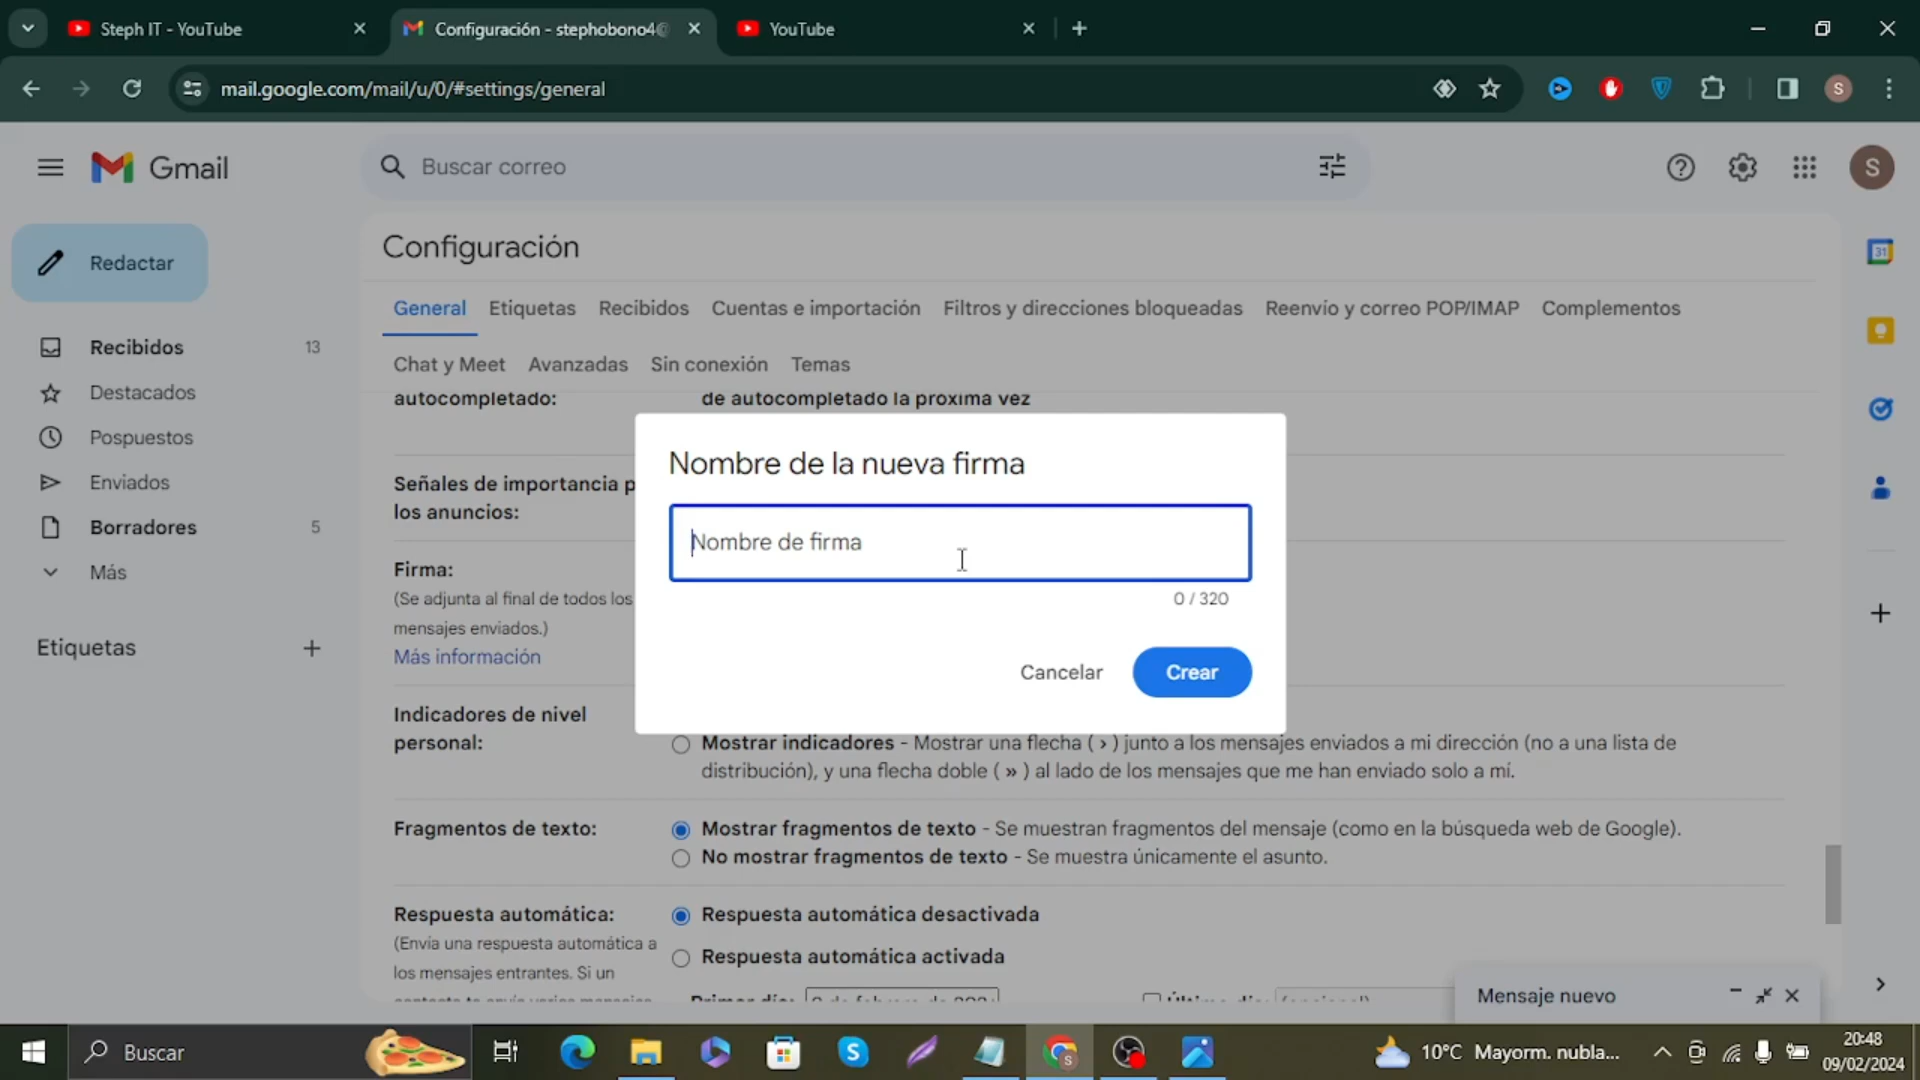 Steph IT - YouTube
Configuración - stephobono4@
YouTube
mail.google.com/mail/u/0/#settings/general
S
Gmail
Buscar correo
S
Redactar
Recibidos 13
Destacados
Pospuestos
Enviados
Borradores 5
Más
Etiquetas
Configuración
General Etiquetas Recibidos Cuentas e importación Filtros y direcciones bloqueadas Reenvío y correo POP/IMAP Complementos
Chat y Meet Avanzadas Sin conexión Temas
autocompletado: de autocompletado la próxima vez
Señales de importancia p
los anuncios:
Firma:
(Se adjunta al final de todos los
mensajes enviados.)
Más información
Nombre de la nueva firma
Nombre de firma
0 / 320
Cancelar Crear
Indicadores de nivel
personal:
Mostrar indicadores - Mostrar una flecha ( › ) junto a los mensajes enviados a mi dirección (no a una lista de
distribución), y una flecha doble ( » ) al lado de los mensajes que me han enviado solo a mí.
Fragmentos de texto:
Mostrar fragmentos de texto - Se muestran fragmentos del mensaje (como en la búsqueda web de Google).
No mostrar fragmentos de texto - Se muestra únicamente el asunto.
Respuesta automática:
(Envía una respuesta automática a
los mensajes entrantes. Si un
Respuesta automática desactivada
Respuesta automática activada
Primer día:
Último día: (opcional)
31
Mensaje nuevo
Buscar
10°C Mayorm. nubla...
20:48
09/02/2024